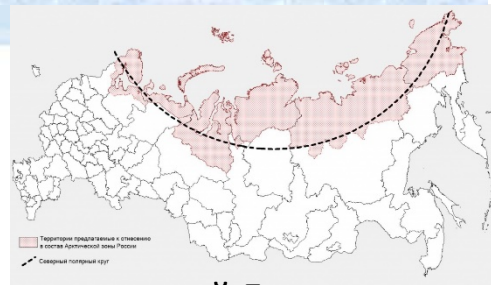 Территории предлагаемые к отнесению
в состав Арктической зоны России
Северный полярный круг